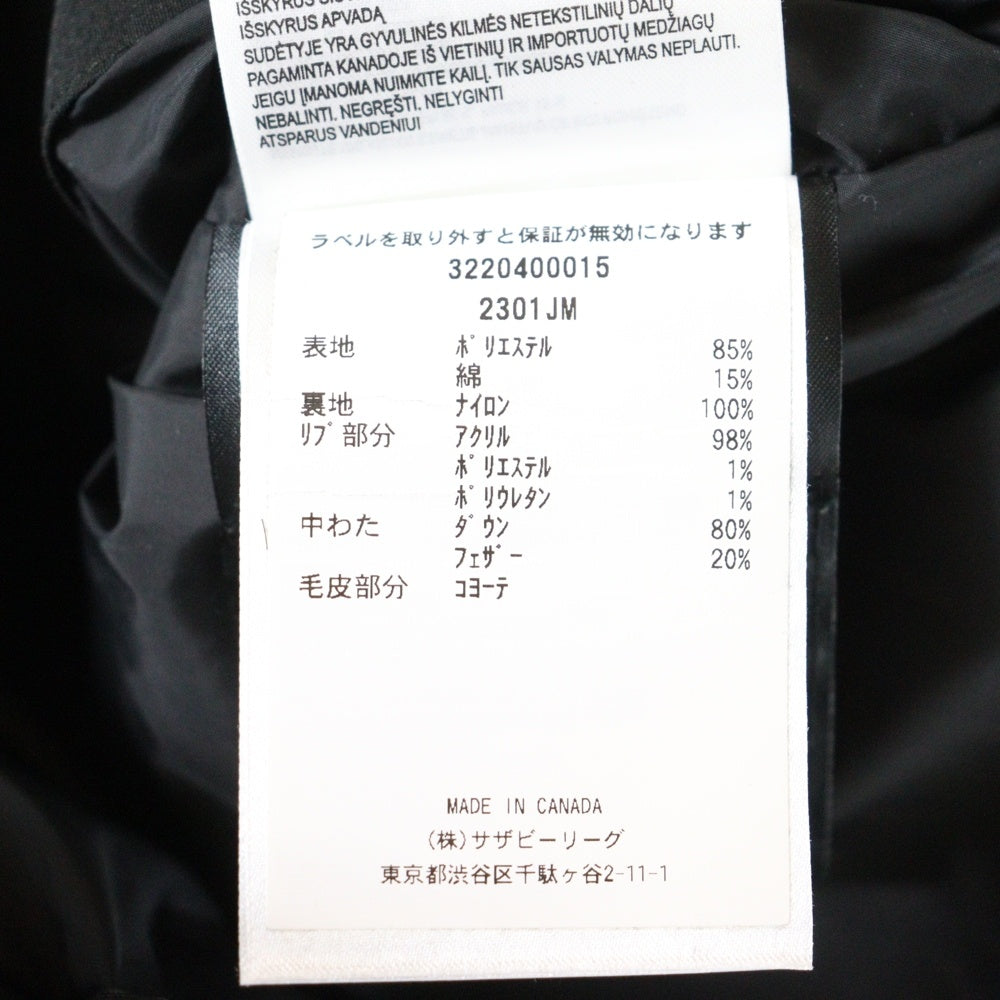 IŠSKYRUS APVADĄ
SUDĖTYJE YRA GYVULINĖS KILMĖS NETEKSTILINIŲ DALIŲ
PAGAMINTA KANADOJE IŠ VIETINIŲ IR IMPORTUOTŲ MEDŽIAGŲ
JEIGU ĮMANOMA NUIMKITE KAILĮ. TIK SAUSAS VALYMAS NEPLAUTI.
NEBALINTI. NEGRĘŠTI. NELYGINTI
ATSPARUS VANDENIUI
ラベルを取り外すと保証が無効になります
3220400015
2301JM
表地 ﾎﾟﾘｴｽﾃﾙ 85%
綿 15%
裏地 ﾅｲﾛﾝ 100%
ﾘﾌﾞ部分 ｱｸﾘﾙ 98%
ﾎﾟﾘｴｽﾃﾙ 1%
ﾎﾟﾘｳﾚﾀﾝ 1%
中わた ﾀﾞｳﾝ 80%
ﾌｪｻﾞｰ 20%
毛皮部分 ｺﾖｰﾃ
MADE IN CANADA
(株)サザビーリーグ
東京都渋谷区千駄ヶ谷2-11-1